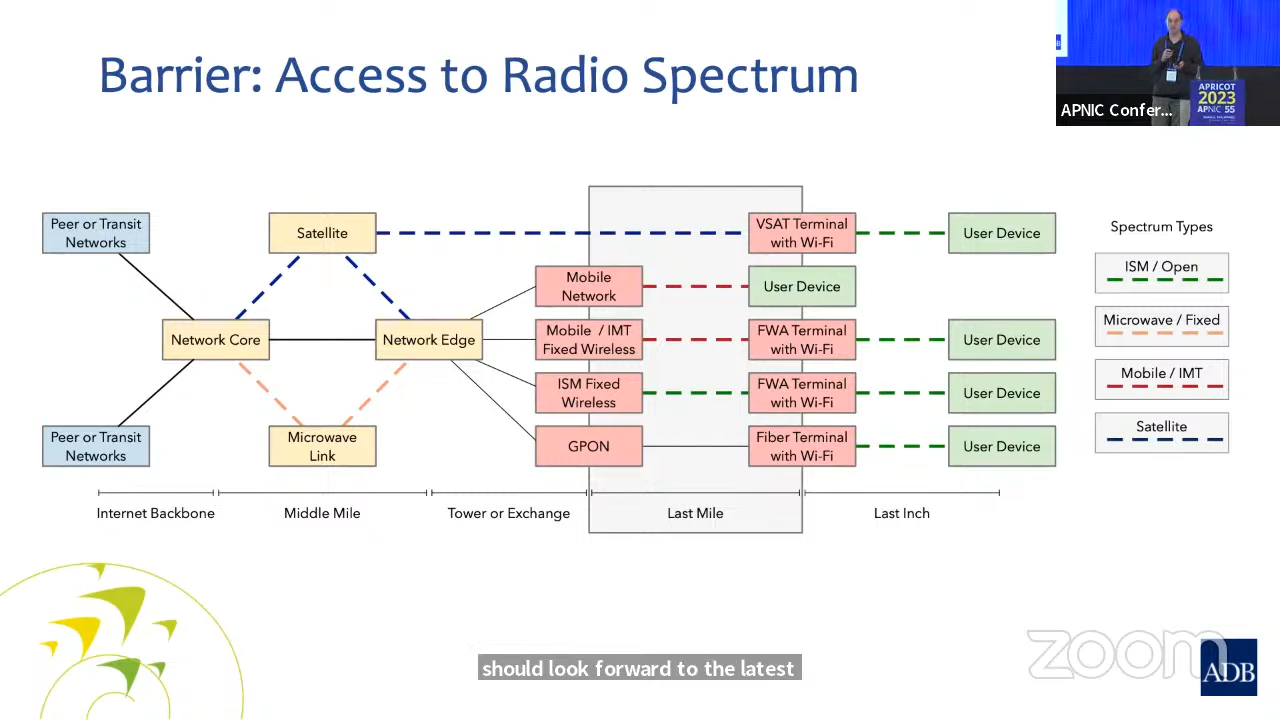 Barrier: Access to Radio Spectrum
APRICOT
2023
APNIC 55
APNIC Confer...
Peer or Transit
Networks
Satellite
VSAT Terminal
with Wi-Fi
User Device
Spectrum Types
ISM / Open
Mobile
Network
User Device
Network Core
Network Edge
Mobile / IMT
Fixed Wireless
FWA Terminal
with Wi-Fi
User Device
Microwave / Fixed
ISM Fixed
Wireless
FWA Terminal
with Wi-Fi
User Device
Mobile / IMT
Peer or Transit
Networks
Microwave
Link
GPON
Fiber Terminal
with Wi-Fi
User Device
Satellite
Internet Backbone
Middle Mile
Tower or Exchange
Last Mile
Last Inch
should look forward to the latest
zoom
ADB